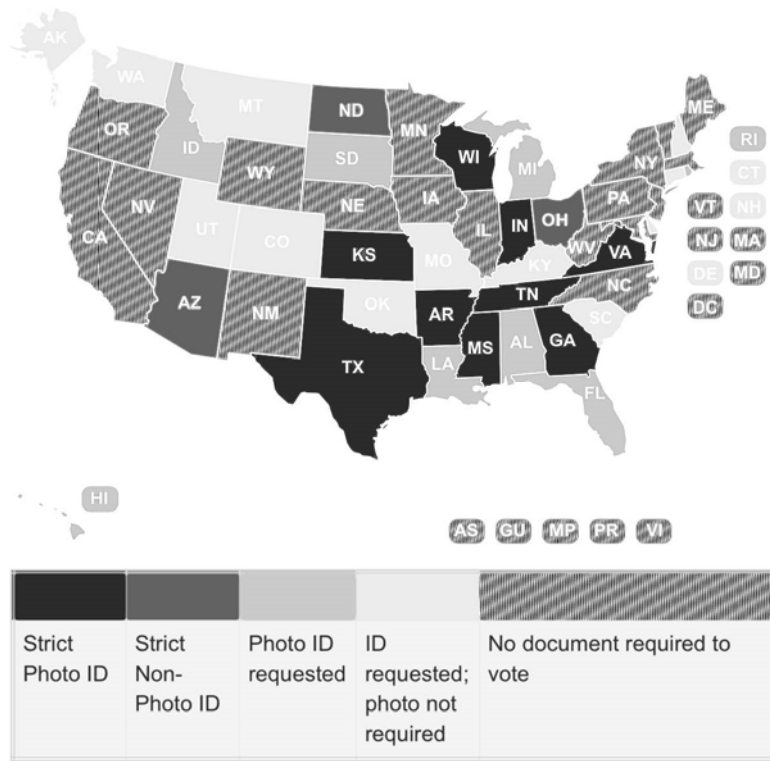 AK
WA
MT
ND
MN
ME
OR
ID
SD
WI
MI
NY
RI
WY
CT
NV
NE
IA
PA
VT
NH
CA
UT
CO
IL
IN
OH
WV
NJ
MA
KS
MO
KY
VA
DE
MD
AZ
NM
OK
AR
TN
NC
DC
TX
LA
MS
AL
GA
SC
FL
HI
AS
GU
MP
PR
VI
Strict
Photo ID
Strict
Non-
Photo ID
Photo ID
requested
ID
requested;
photo not
required
No document required to
vote